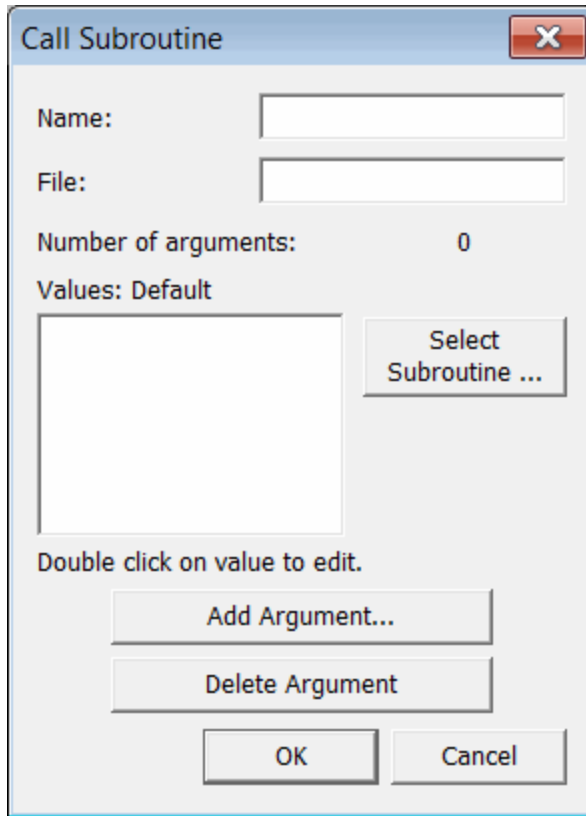 Call Subroutine
Name:
File:
Number of arguments: 0
Values: Default
Select
Subroutine ...
Double click on value to edit.
Add Argument...
Delete Argument
OK Cancel